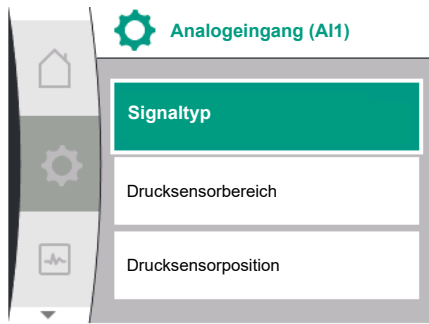 Analogeingang (AI1)
Signaltyp
Drucksensorbereich
Drucksensorposition